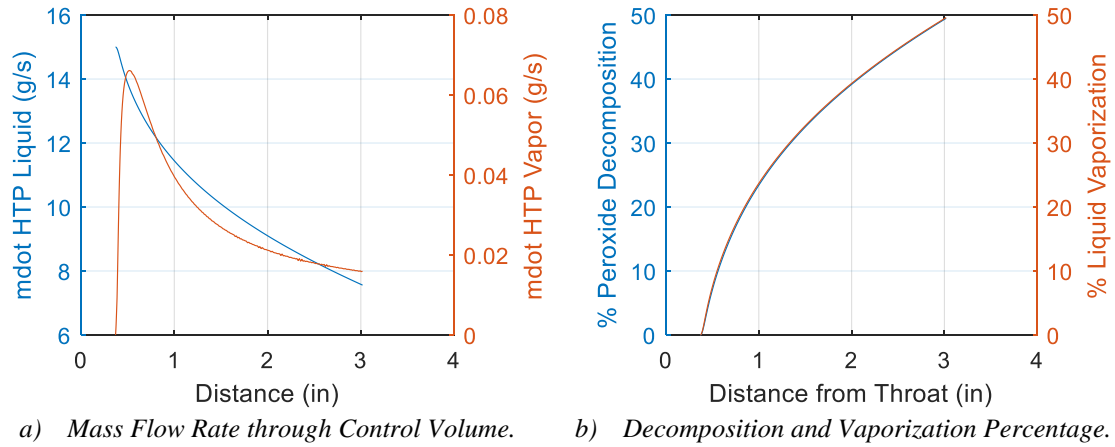 16
14
12
10
8
6
mdot HTP Liquid (g/s)
0.08
0.06
0.04
0.02
0
mdot HTP Vapor (g/s)
0 1 2 3 4
Distance (in)
a) Mass Flow Rate through Control Volume.
50
40
30
20
10
0
% Peroxide Decomposition
50
40
30
20
10
0
% Liquid Vaporization
0 1 2 3 4
Distance from Throat (in)
b) Decomposition and Vaporization Percentage.